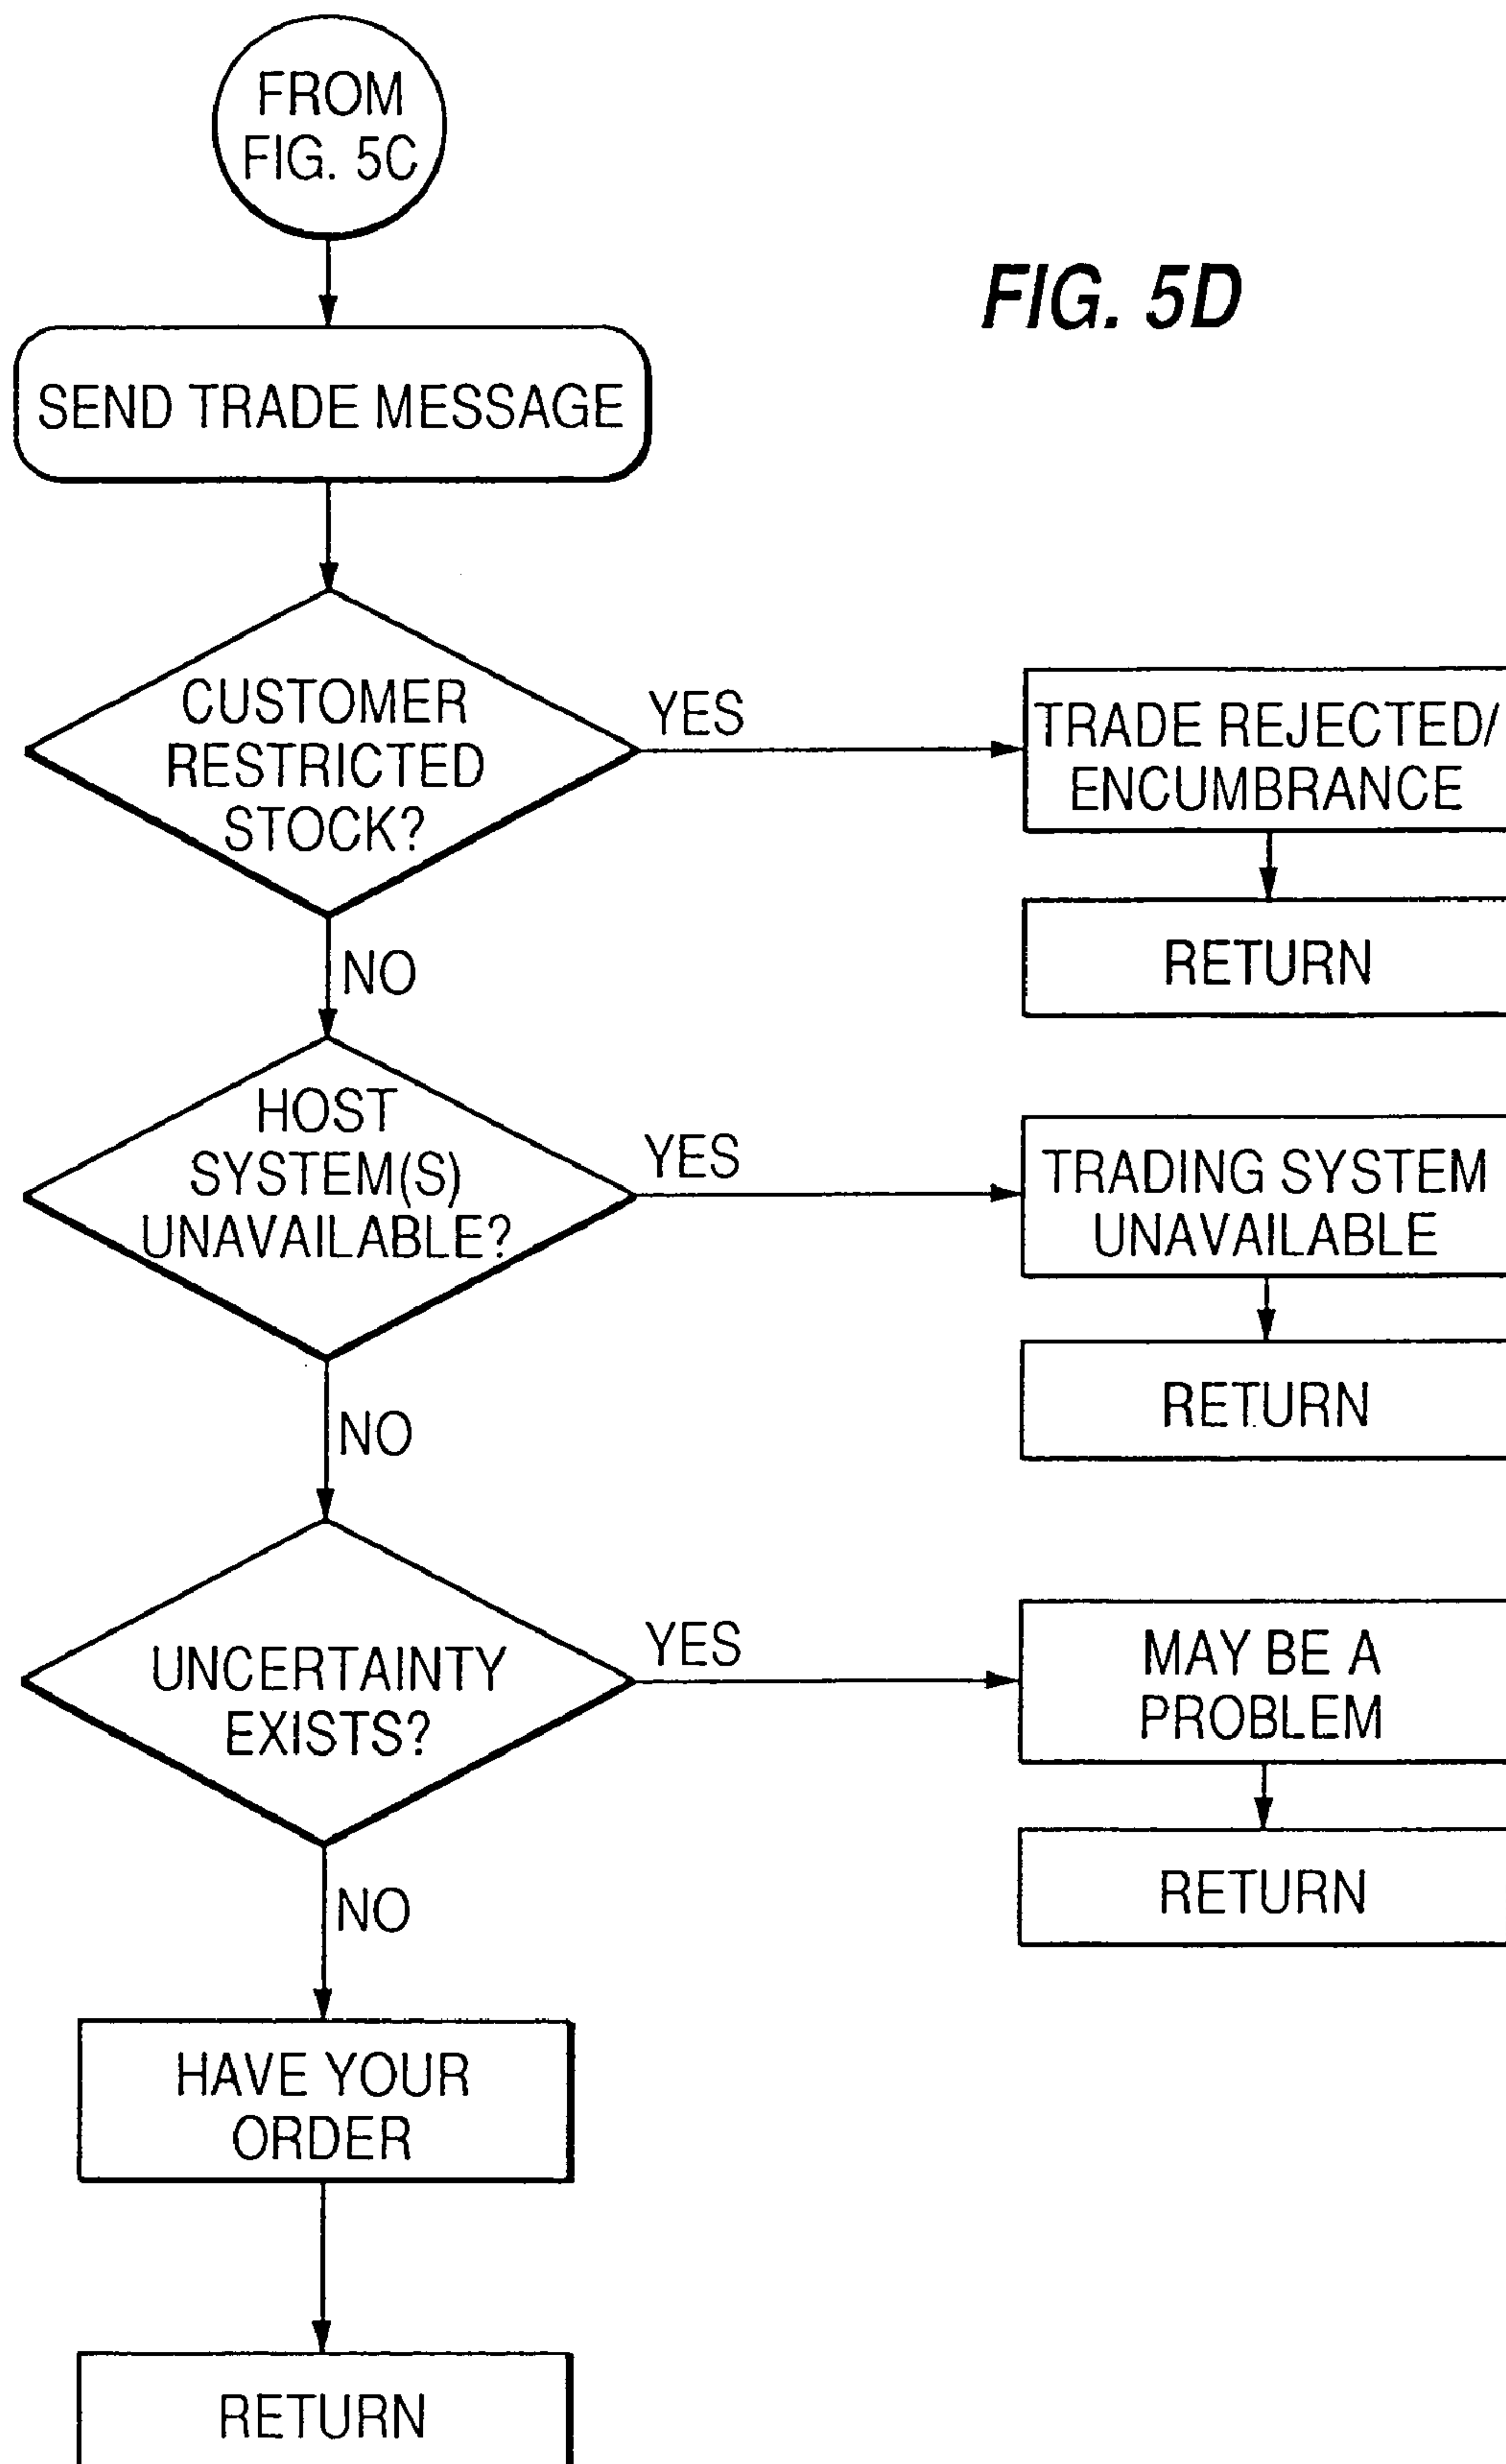 FROM
FIG. 5C
FIG. 5D
SEND TRADE MESSAGE
CUSTOMER
RESTRICTED
STOCK?
YES
TRADE REJECTED/
ENCUMBRANCE
RETURN
NO
HOST
SYSTEM(S)
UNAVAILABLE?
YES
TRADING SYSTEM
UNAVAILABLE
RETURN
NO
UNCERTAINTY
EXISTS?
YES
MAY BE A
PROBLEM
RETURN
NO
HAVE YOUR
ORDER
RETURN